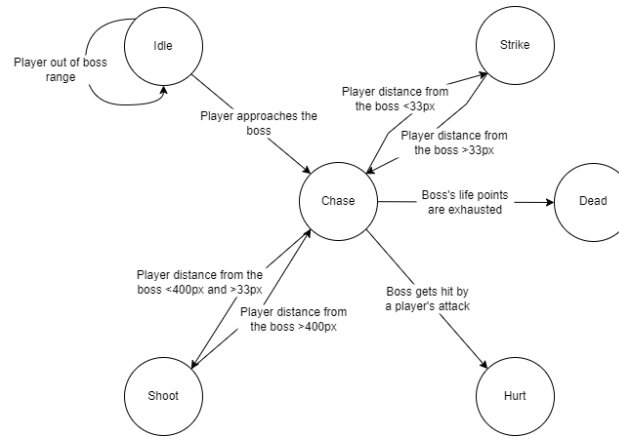 Idle
Strike
Player out of boss
range
Player distance from
the boss <33px
Player approaches the
boss
Player distance from
the boss >33px
Chase
Boss's life points
are exhausted
Dead
Player distance from the
boss <400px and >33px
Boss gets hit by
a player's attack
Player distance from
the boss >400px
Shoot
Hurt